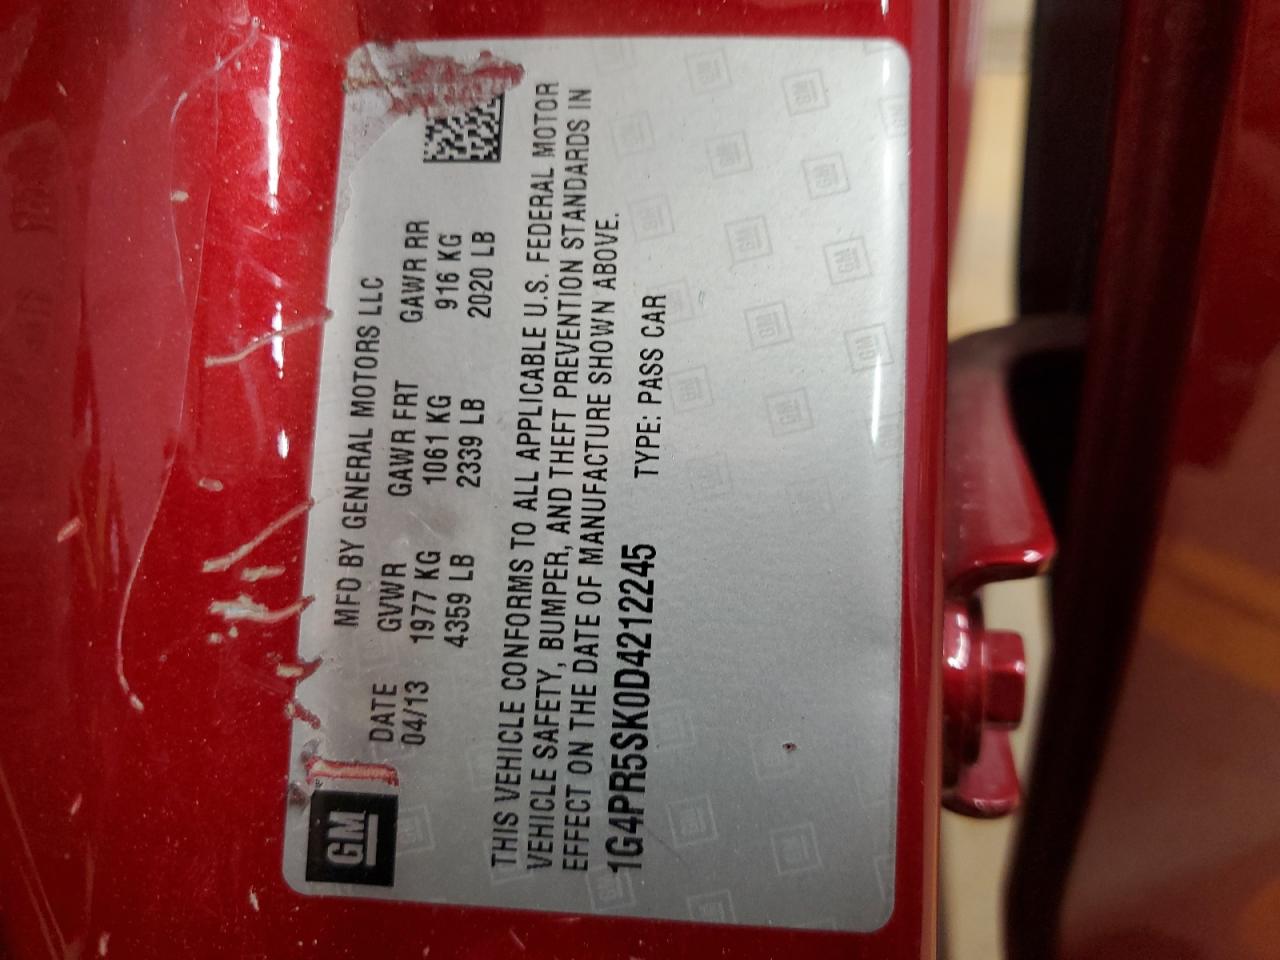 GM
MFD BY GENERAL MOTORS LLC
DATE GVWR GAWR FRT GAWR RR
04/13 1977 KG 1061 KG 916 KG
4359 LB 2339 LB 2020 LB
THIS VEHICLE CONFORMS TO ALL APPLICABLE U.S. FEDERAL MOTOR
VEHICLE SAFETY, BUMPER, AND THEFT PREVENTION STANDARDS IN
EFFECT ON THE DATE OF MANUFACTURE SHOWN ABOVE.
1G4PR5SK0D4212245 TYPE: PASS CAR